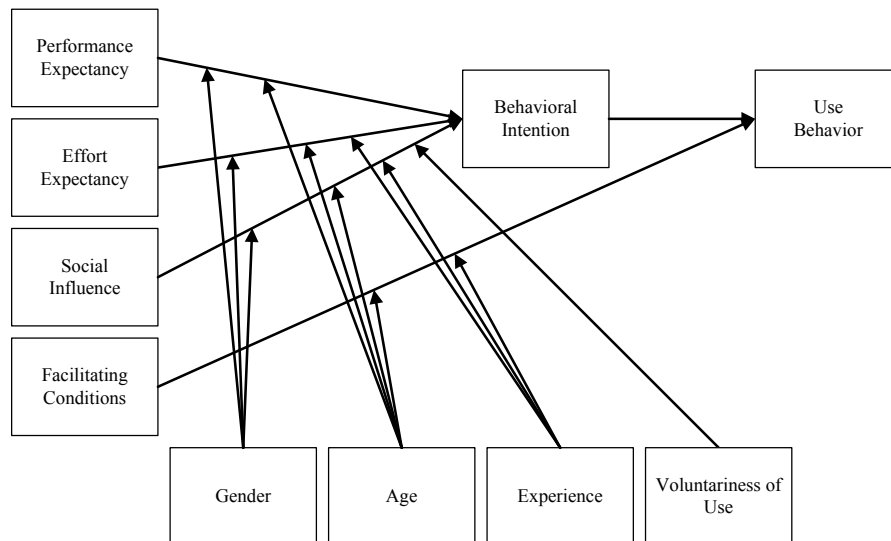 Performance
Expectancy
Behavioral
Intention
Use
Behavior
Effort
Expectancy
Social
Influence
Facilitating
Conditions
Gender
Age
Experience
Voluntariness of
Use